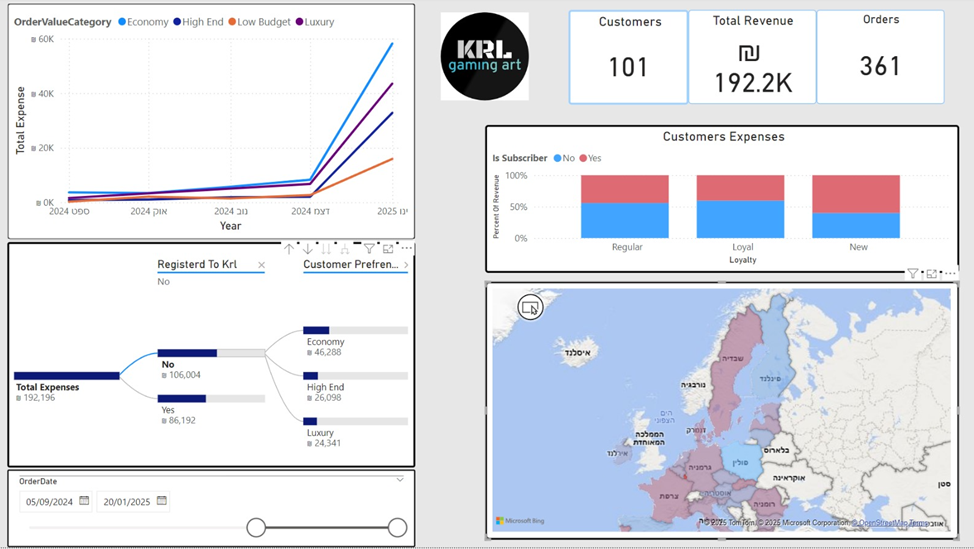 OrderValueCategory Economy High End Low Budget Luxury
₪ 60K
₪ 40K
₪ 20K
₪ 0K
Total Expense
ספט 2024
אוק 2024
נוב 2024
דצמ 2024
ינו 2025
Year
KRL
gaming art
Customers
101
Total Revenue
₪
192.2K
Orders
361
Customers Expenses
Is Subscriber No Yes
100%
50%
0%
Percent Of Revenue
Regular
Loyal
New
Loyalty
Registerd To Krl
No
Customer Prefren...
Total Expenses
₪ 192,196
No
₪ 106,004
Yes
₪ 86,192
Economy
₪ 46,288
High End
₪ 26,098
Luxury
₪ 24,341
OrderDate
05/09/2024
20/01/2025
איסלנד
שבדיה
פינלנד
נורבגיה
הים
הצפוני
הממלכה
המאוחדת
אירלנד
דנמרק
בלארוס
פולין
גרמניה
אוקראינה
צרפת
אוסטריה
רומניה
סטן
Microsoft Bing
© 2025 TomTom, © 2025 Microsoft Corporation, © OpenStreetMap Terms